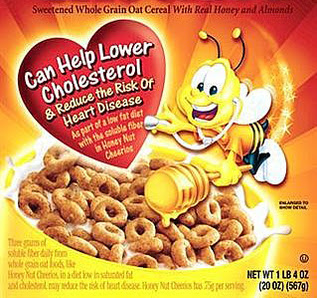 Sweetened Whole Grain Oat Cereal With Real Honey and Almonds
Can Help Lower
Cholesterol
& Reduce the Risk Of
Heart Disease
As part of a low fat diet
with the soluble fiber
in Honey Nut
Cheerios
ENLARGED TO
SHOW DETAIL
Three grams of
soluble fiber daily from
whole grain oat foods, like
Honey Nut Cheerios, in a diet low in saturated fat
and cholesterol, may reduce the risk of heart disease. Honey Nut Cheerios has .75g per serving.
NET WT 1 LB 4 OZ
(20 OZ) (567g)